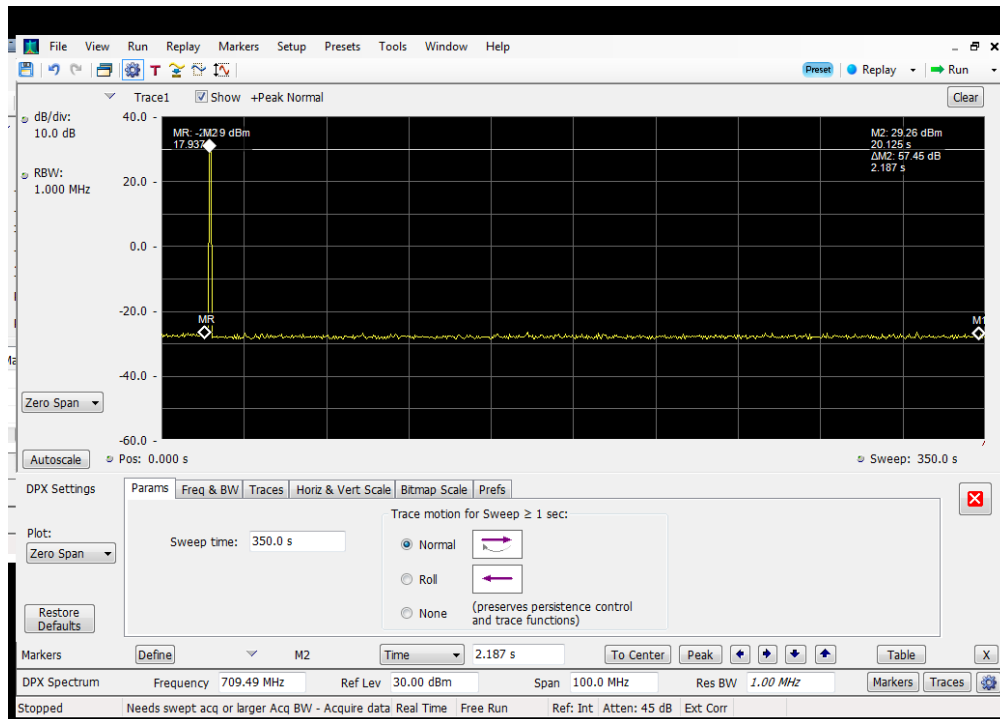 File View Run Replay Markers Setup Presets Tools Window Help
T Preset Replay Run
Trace1 Show +Peak Normal Clear
dB/div:
10.0 dB
RBW:
1.000 MHz
40.0
20.0
0.0
-20.0
-40.0
-60.0
M2 9 dBm
17.937
M2: 29.26 dBm
20.125 s
ΔM2: 57.45 dB
2.187 s
MR
M1
Zero Span
Autoscale Pos: 0.000 s Sweep: 350.0 s
DPX Settings Params Freq & BW Traces Horiz & Vert Scale Bitmap Scale Prefs
Trace motion for Sweep ≥ 1 sec:
Plot:
Zero Span
Sweep time: 350.0 s
Normal
Roll
None
(preserves persistence control
and trace functions)
Restore
Defaults
Markers Define M2 Time 2.187 s To Center Peak Table X
DPX Spectrum Frequency 709.49 MHz Ref Lev 30.00 dBm Span 100.0 MHz Res BW 1.00 MHz Markers Traces
Stopped Needs swept acq or larger Acq BW - Acquire data Real Time Free Run Ref: Int Atten: 45 dB Ext Corr